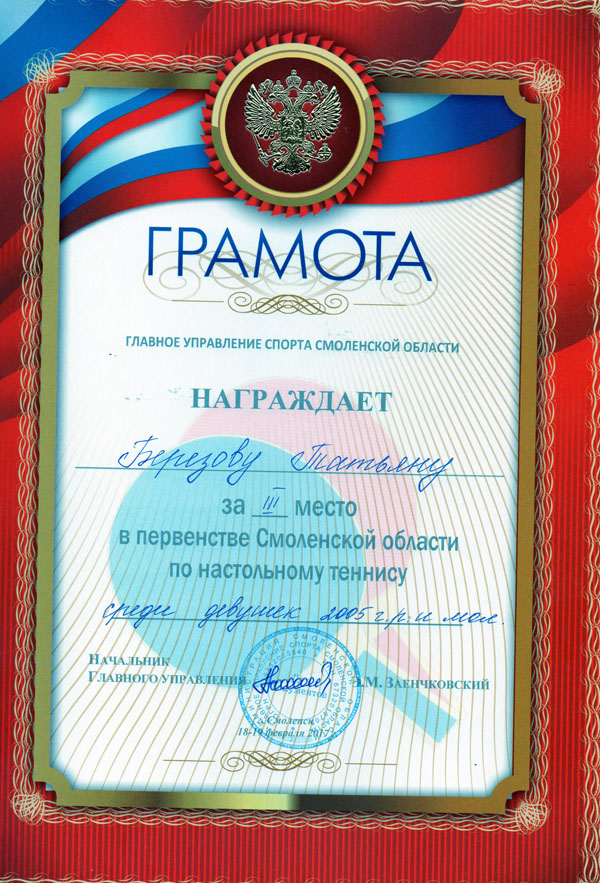 ГРАМОТА
ГЛАВНОЕ УПРАВЛЕНИЕ СПОРТА СМОЛЕНСКОЙ ОБЛАСТИ
НАГРАЖДАЕТ
Березову Татьяну
за III место
в первенстве Смоленской области
по настольному теннису
среди девушек 2005 г.р. и мол.
НАЧАЛЬНИК
ГЛАВНОГО УПРАВЛЕНИЯ Э.М. ЗАЕНЧКОВСКИЙ
г. Смоленск
18-19 февраля 2017